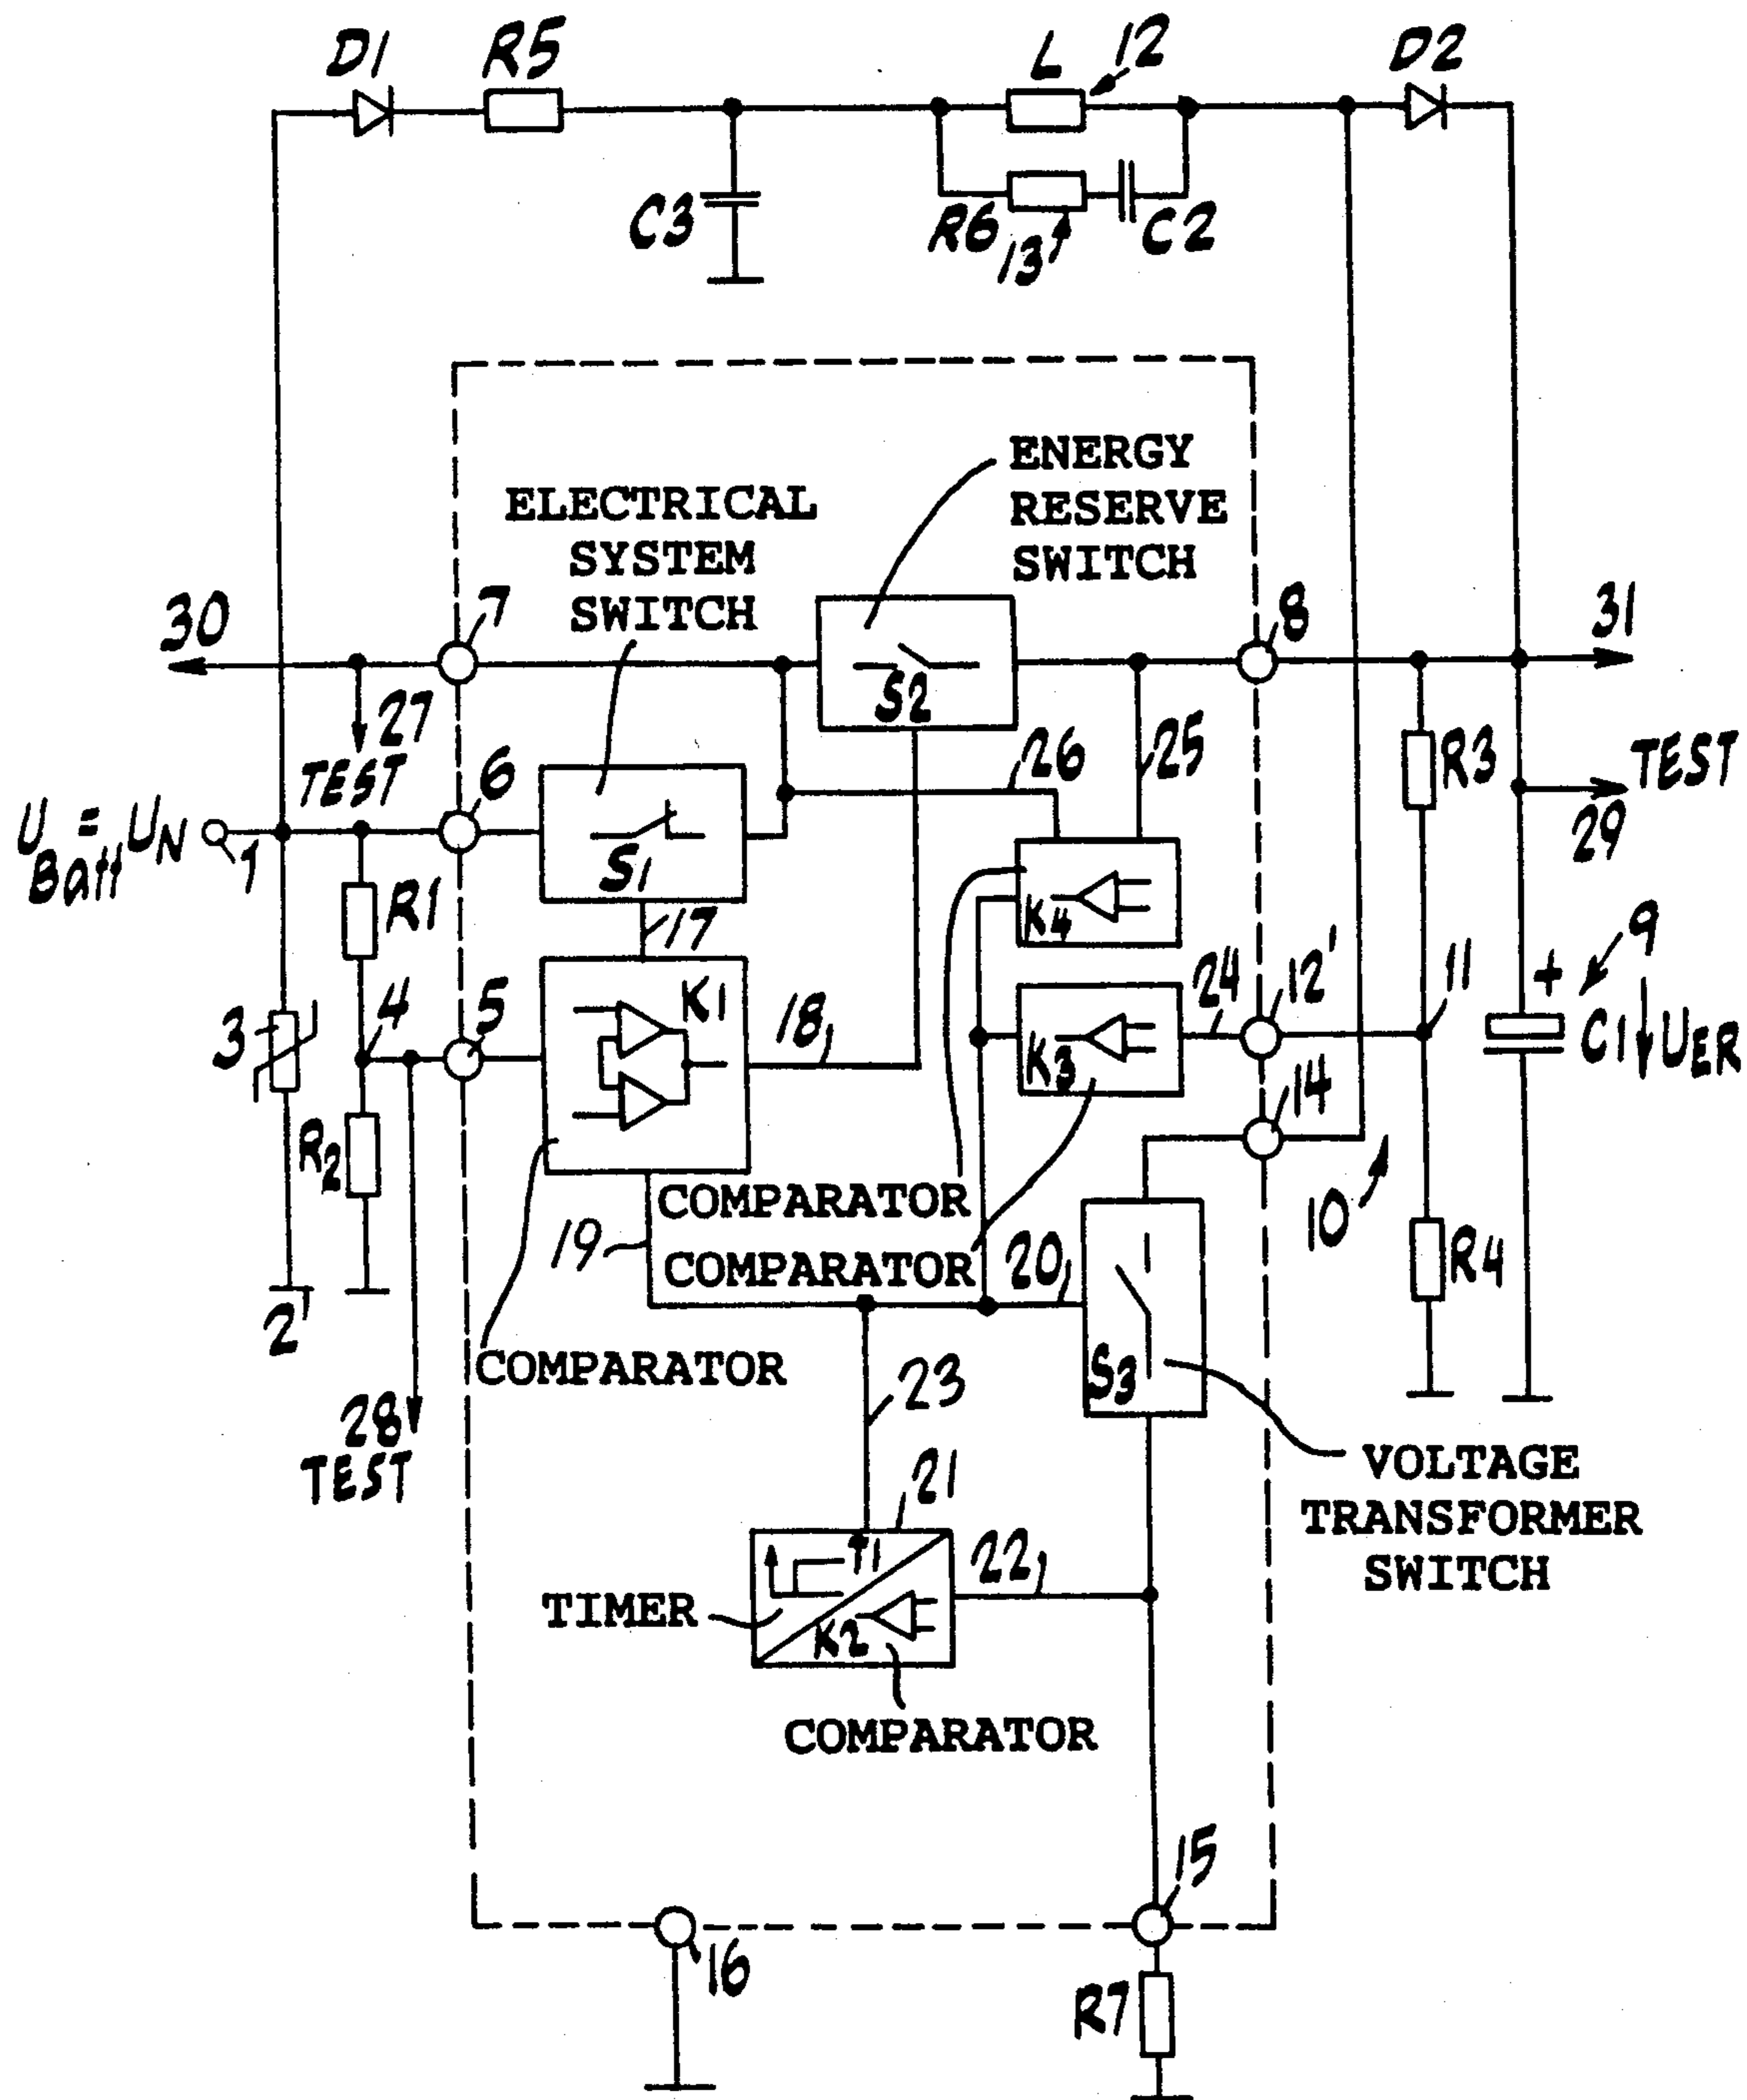 D1
R5
L
12
D2
C3
R6
13
C2
ENERGY
RESERVE
SWITCH
ELECTRICAL
SYSTEM
SWITCH
30
7
8
31
27
TEST
S2
26
25
R3
TEST
29
6
U = UN
Batt
1
S1
R1
17
K4
9
+
C1
UER
3
4
5
K1
18
24
12'
11
K3
14
R2
COMPARATOR
10
19
COMPARATOR
20
R4
2
COMPARATOR
S3
28
TEST
23
VOLTAGE
TRANSFORMER
SWITCH
21
T1
22
TIMER
K2
COMPARATOR
15
16
R7